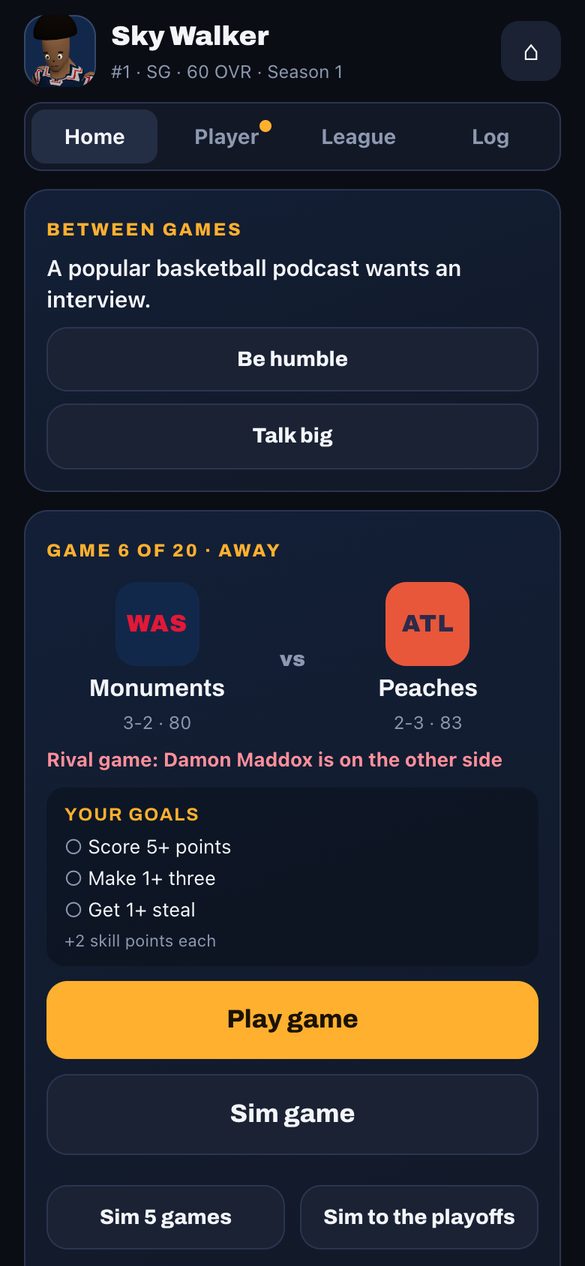 Sky Walker
#1 · SG · 60 OVR · Season 1
Home Player League Log
BETWEEN GAMES
A popular basketball podcast wants an
interview.
Be humble
Talk big
GAME 6 OF 20 · AWAY
WAS vs ATL
Monuments Peaches
3-2 · 80 2-3 · 83
Rival game: Damon Maddox is on the other side
YOUR GOALS
Score 5+ points
Make 1+ three
Get 1+ steal
+2 skill points each
Play game
Sim game
Sim 5 games Sim to the playoffs